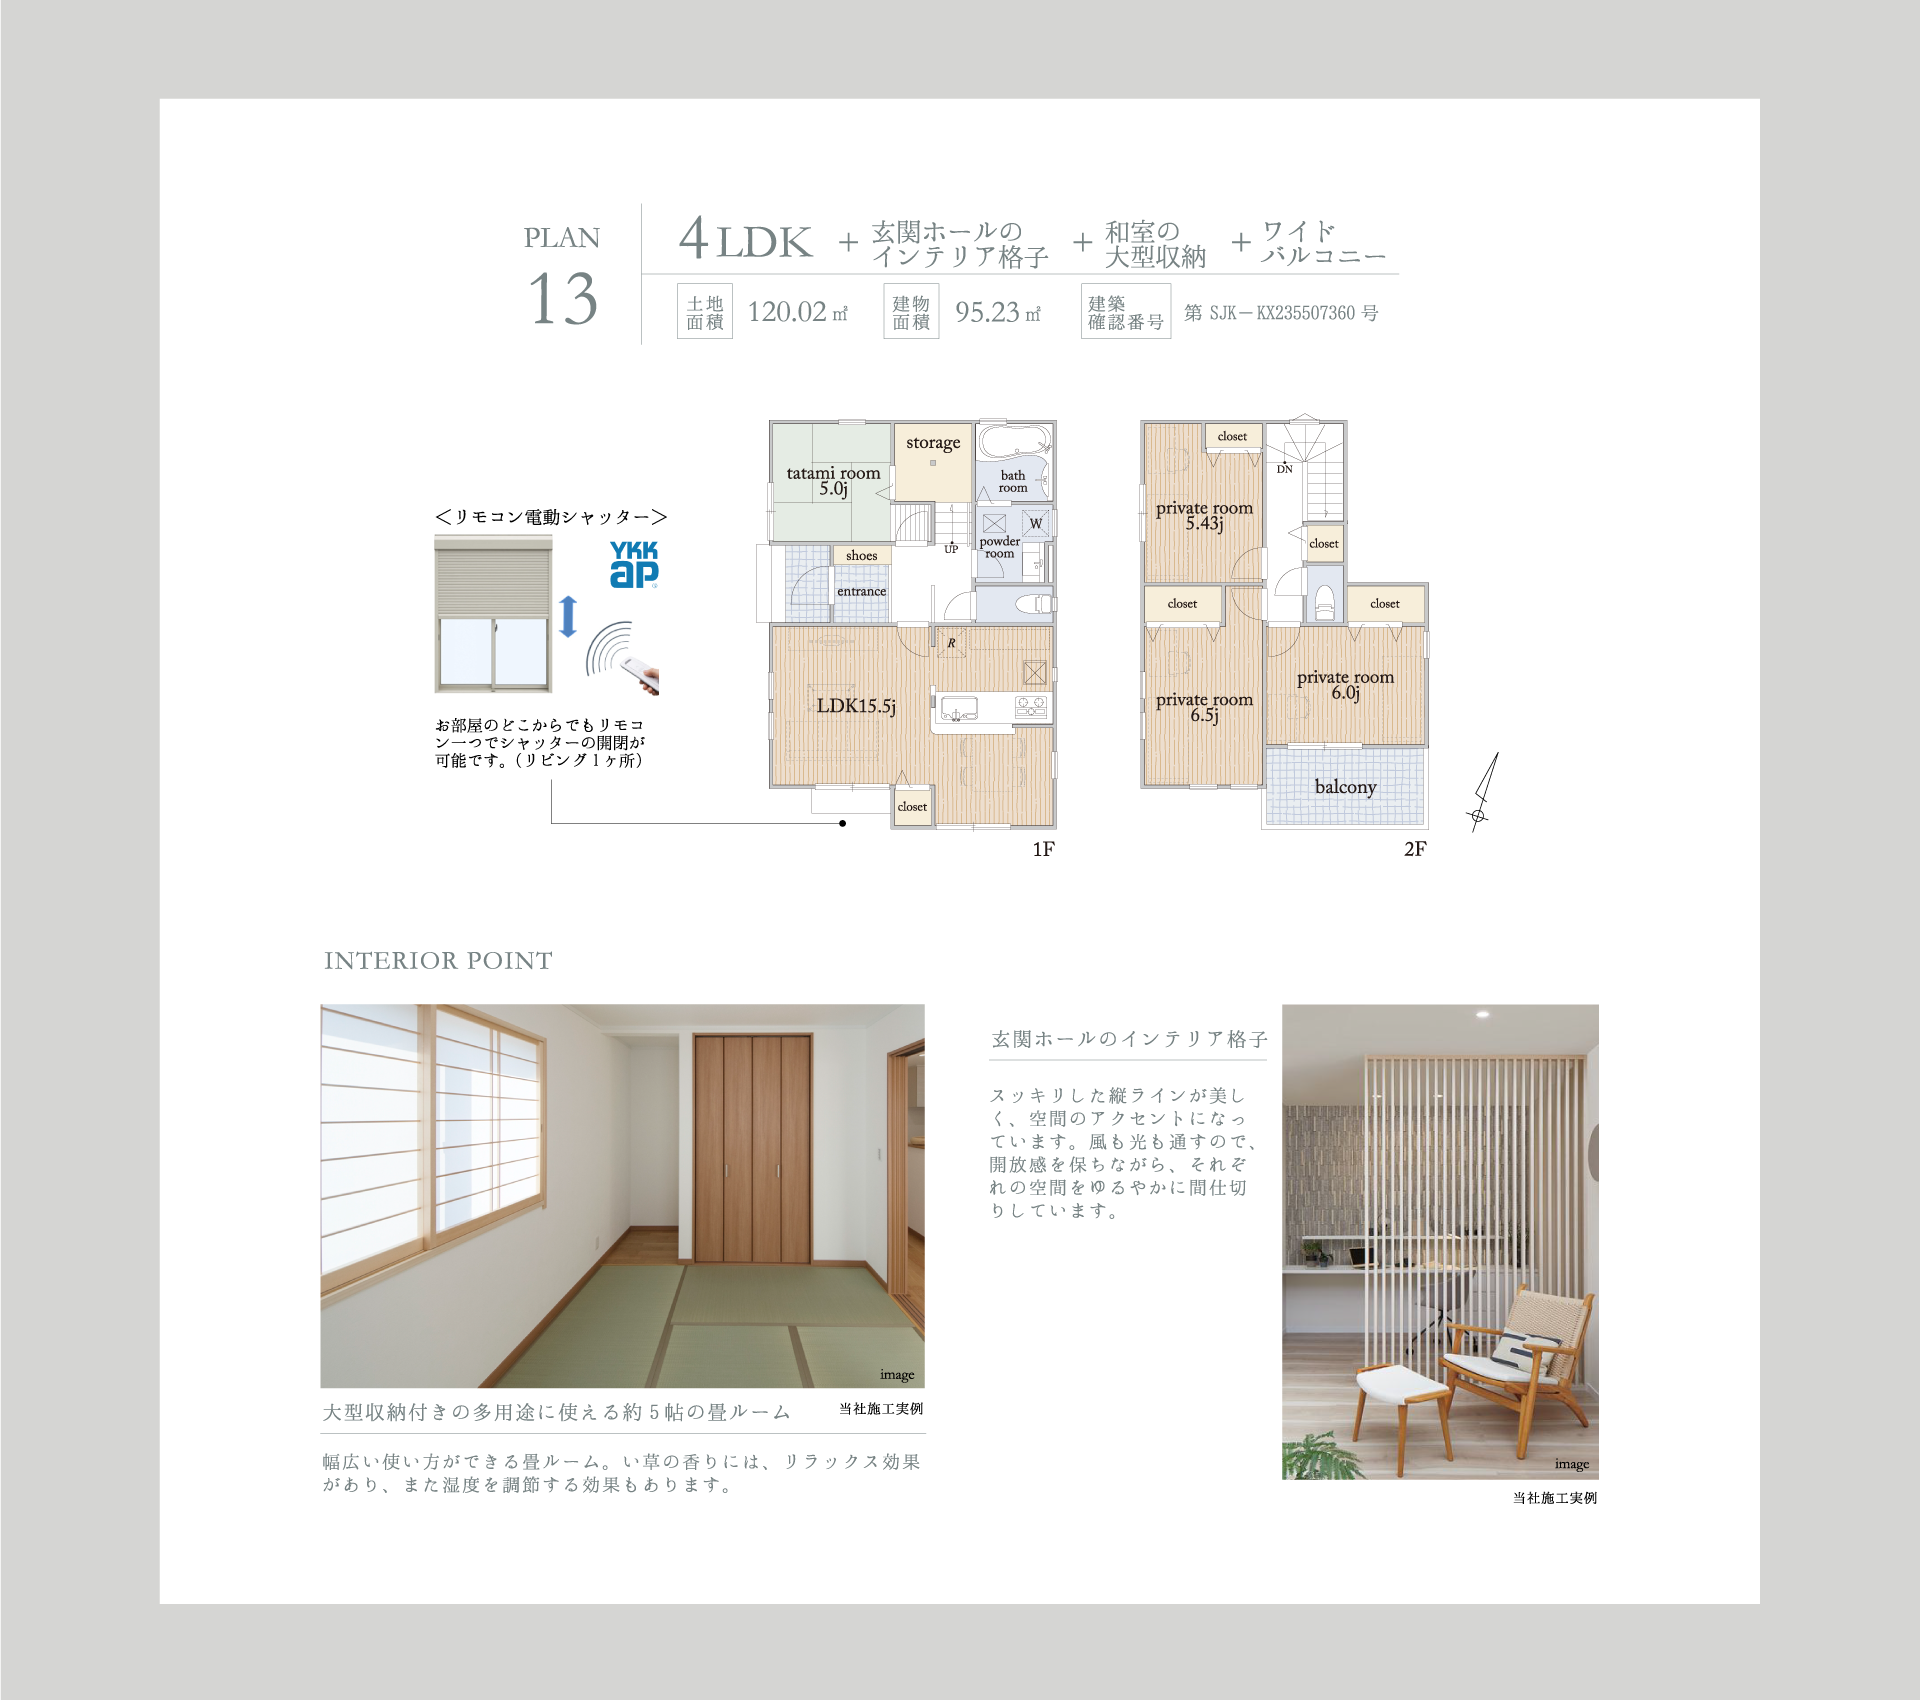 PLAN
13
4LDK + 玄関ホールの
インテリア格子
+ 和室の
大型収納
+ ワイド
バルコニー
土地
面積
120.02㎡
建物
面積
95.23㎡
建築
確認番号
第 SJK－KX235507360 号
＜リモコン電動シャッター＞
YKK
ap
お部屋のどこからでもリモコ
ン一つでシャッターの開閉が
可能です。（リビング１ヶ所）
tatami room
5.0j
storage
bath
room
W
powder
room
UP
shoes
entrance
R
LDK15.5j
closet
1F
closet
DN
private room
5.43j
closet
closet
closet
private room
6.5j
private room
6.0j
balcony
2F
INTERIOR POINT
image
大型収納付きの多用途に使える約５帖の畳ルーム
当社施工実例
幅広い使い方ができる畳ルーム。い草の香りには、リラックス効果
があり、また湿度を調節する効果もあります。
玄関ホールのインテリア格子
スッキリした縦ラインが美し
く、空間のアクセントになっ
ています。風も光も通すので、
開放感を保ちながら、それぞ
れの空間をゆるやかに間仕切
りしています。
image
当社施工実例